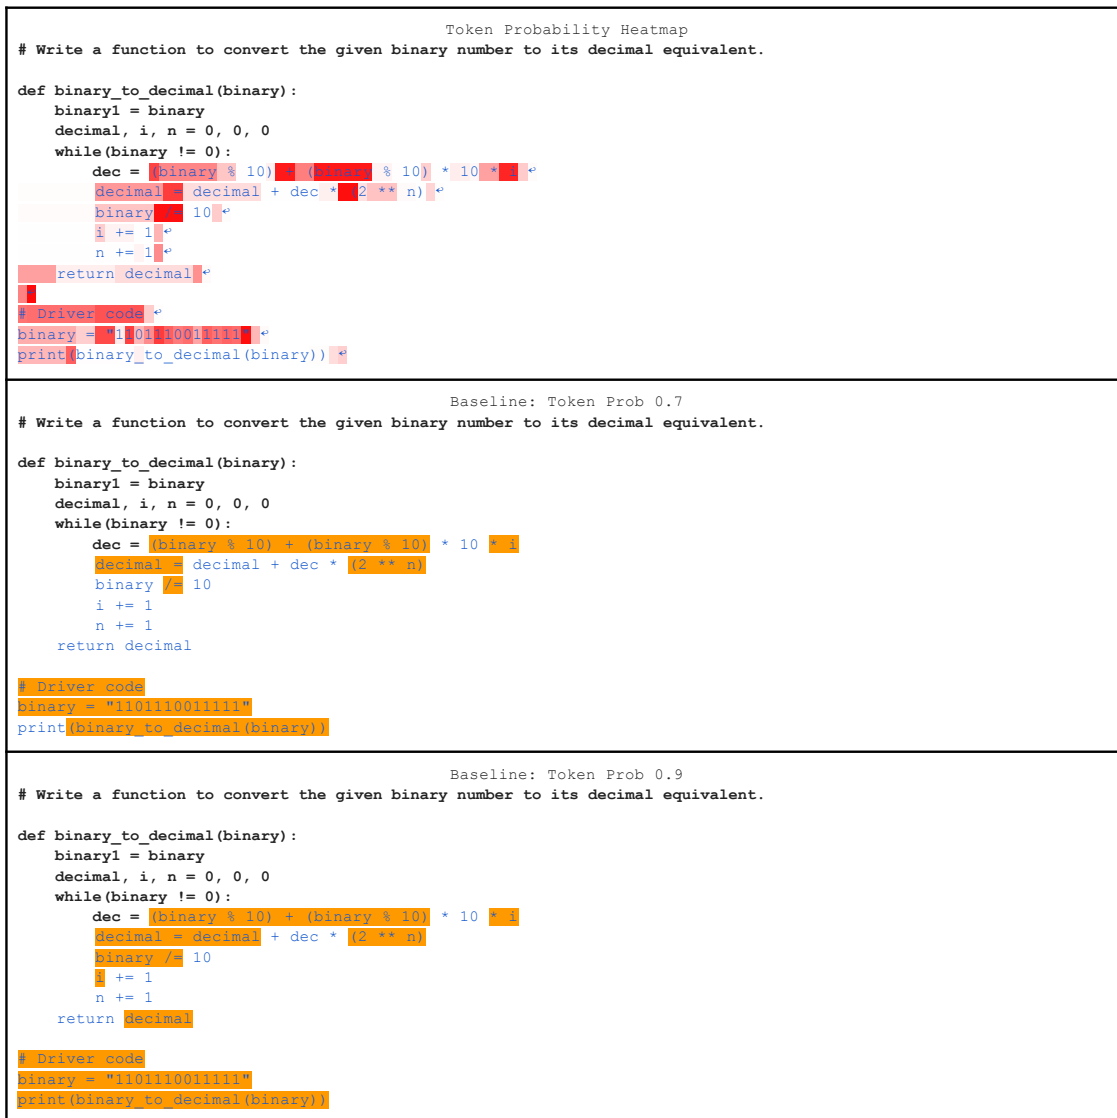 Token Probability Heatmap
# Write a function to convert the given binary number to its decimal equivalent.
def binary_to_decimal(binary):
    binary1 = binary
    decimal, i, n = 0, 0, 0
    while(binary != 0):
        dec = (binary % 10) + (binary % 10) * 10 * i ↵
        decimal = decimal + dec * (2 ** n) ↵
        binary /= 10 ↵
        i += 1 ↵
        n += 1 ↵
    return decimal ↵
↵
# Driver code ↵
binary = "1101110011111" ↵
print(binary_to_decimal(binary)) ↵
Baseline: Token Prob 0.7
# Write a function to convert the given binary number to its decimal equivalent.
def binary_to_decimal(binary):
    binary1 = binary
    decimal, i, n = 0, 0, 0
    while(binary != 0):
        dec = (binary % 10) + (binary % 10) * 10 * i
        decimal = decimal + dec * (2 ** n)
        binary /= 10
        i += 1
        n += 1
    return decimal
# Driver code
binary = "1101110011111"
print(binary_to_decimal(binary))
Baseline: Token Prob 0.9
# Write a function to convert the given binary number to its decimal equivalent.
def binary_to_decimal(binary):
    binary1 = binary
    decimal, i, n = 0, 0, 0
    while(binary != 0):
        dec = (binary % 10) + (binary % 10) * 10 * i
        decimal = decimal + dec * (2 ** n)
        binary /= 10
        i += 1
        n += 1
    return decimal
# Driver code
binary = "1101110011111"
print(binary_to_decimal(binary))